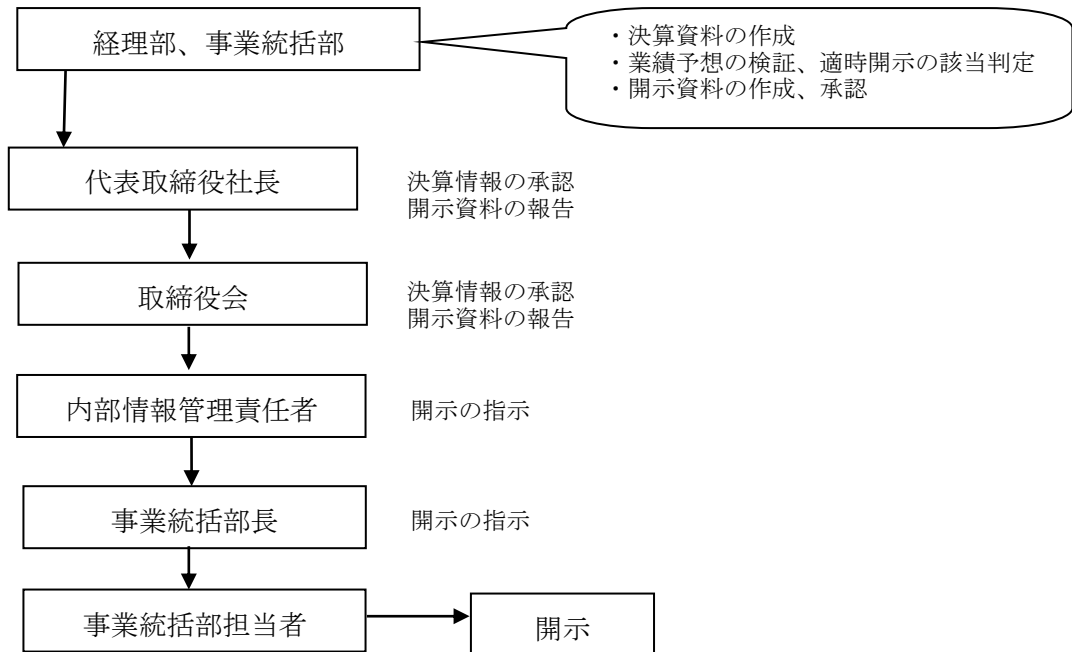 経理部、事業統括部
・決算資料の作成
・業績予想の検証、適時開示の該当判定
・開示資料の作成、承認
代表取締役社長
決算情報の承認
開示資料の報告
取締役会
決算情報の承認
開示資料の報告
内部情報管理責任者
開示の指示
事業統括部長
開示の指示
事業統括部担当者
開示